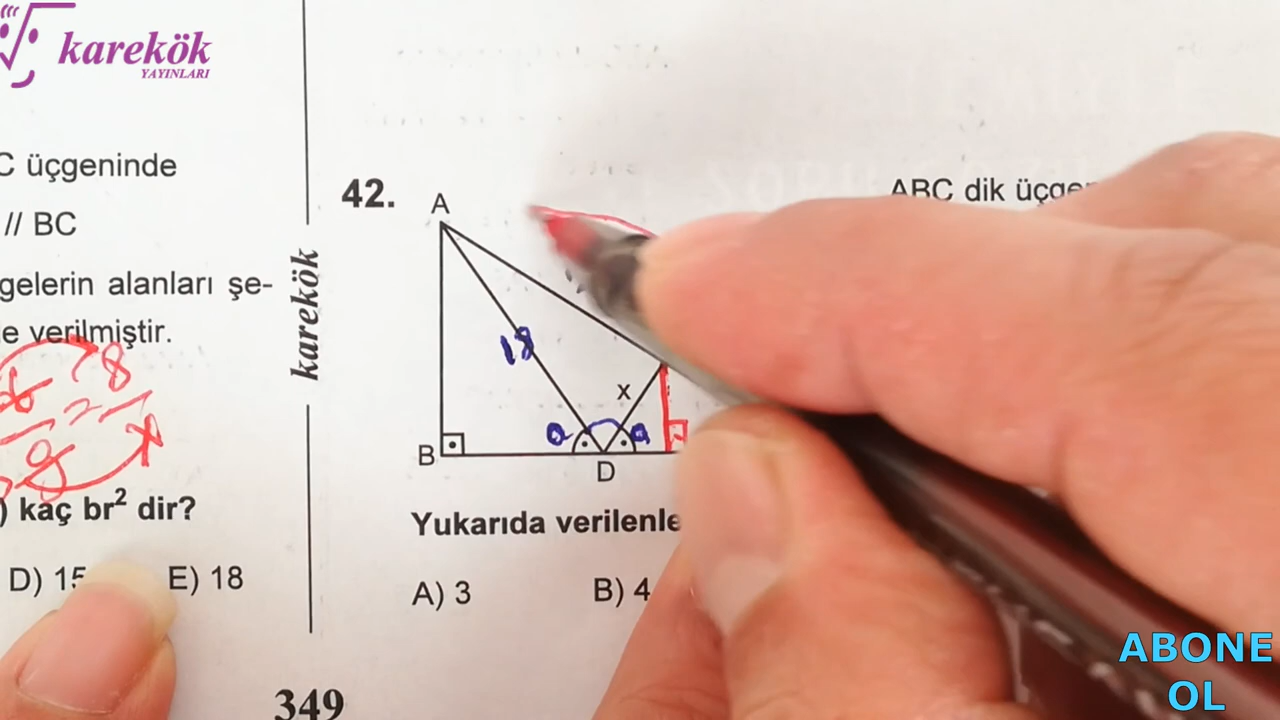 karekök
YAYINLARI
C üçgeninde
// BC
gelerin alanları şe-
e verilmiştir.
) kaç br² dir?
D) 15
E) 18
349
karekök
42.
ABC dik üçge
A
18
x
B
D
Yukarıda verilenle
A) 3
B) 4
ABONE
OL